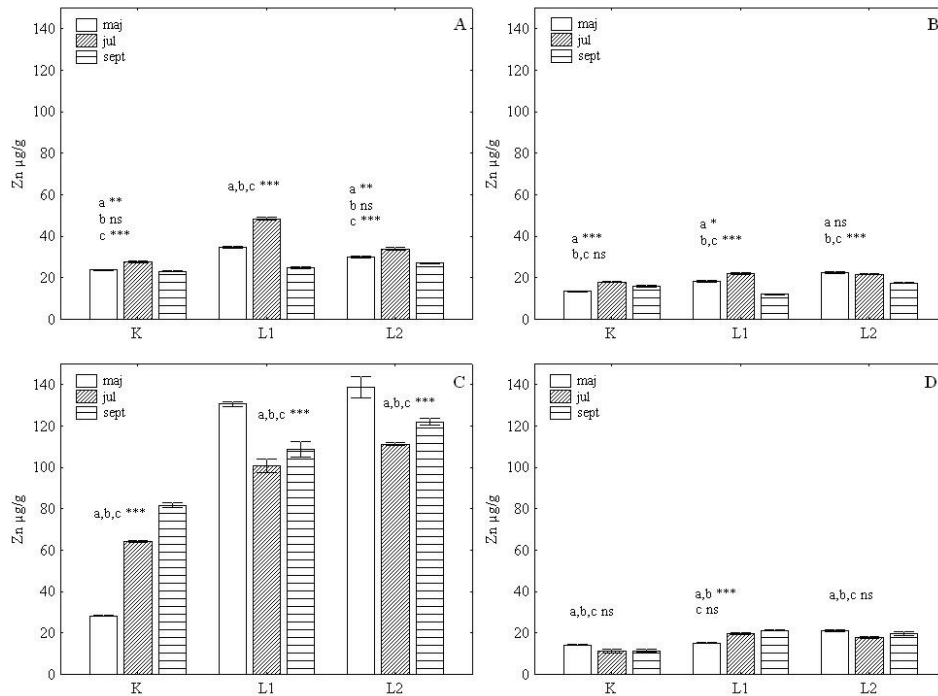 A
maj
jul
sept
Zn µg/g
140
120
100
80
60
40
20
0
a **
b ns
c ***
a,b,c ***
a **
b ns
c ***
K
L1
L2
B
maj
jul
sept
Zn µg/g
140
120
100
80
60
40
20
0
a ***
b,c ns
a *
b,c ***
a ns
b,c ***
K
L1
L2
C
maj
jul
sept
Zn µg/g
140
120
100
80
60
40
20
0
a,b,c ***
a,b,c ***
a,b,c ***
K
L1
L2
D
maj
jul
sept
Zn µg/g
140
120
100
80
60
40
20
0
a,b,c ns
a,b ***
c ns
a,b,c ns
K
L1
L2